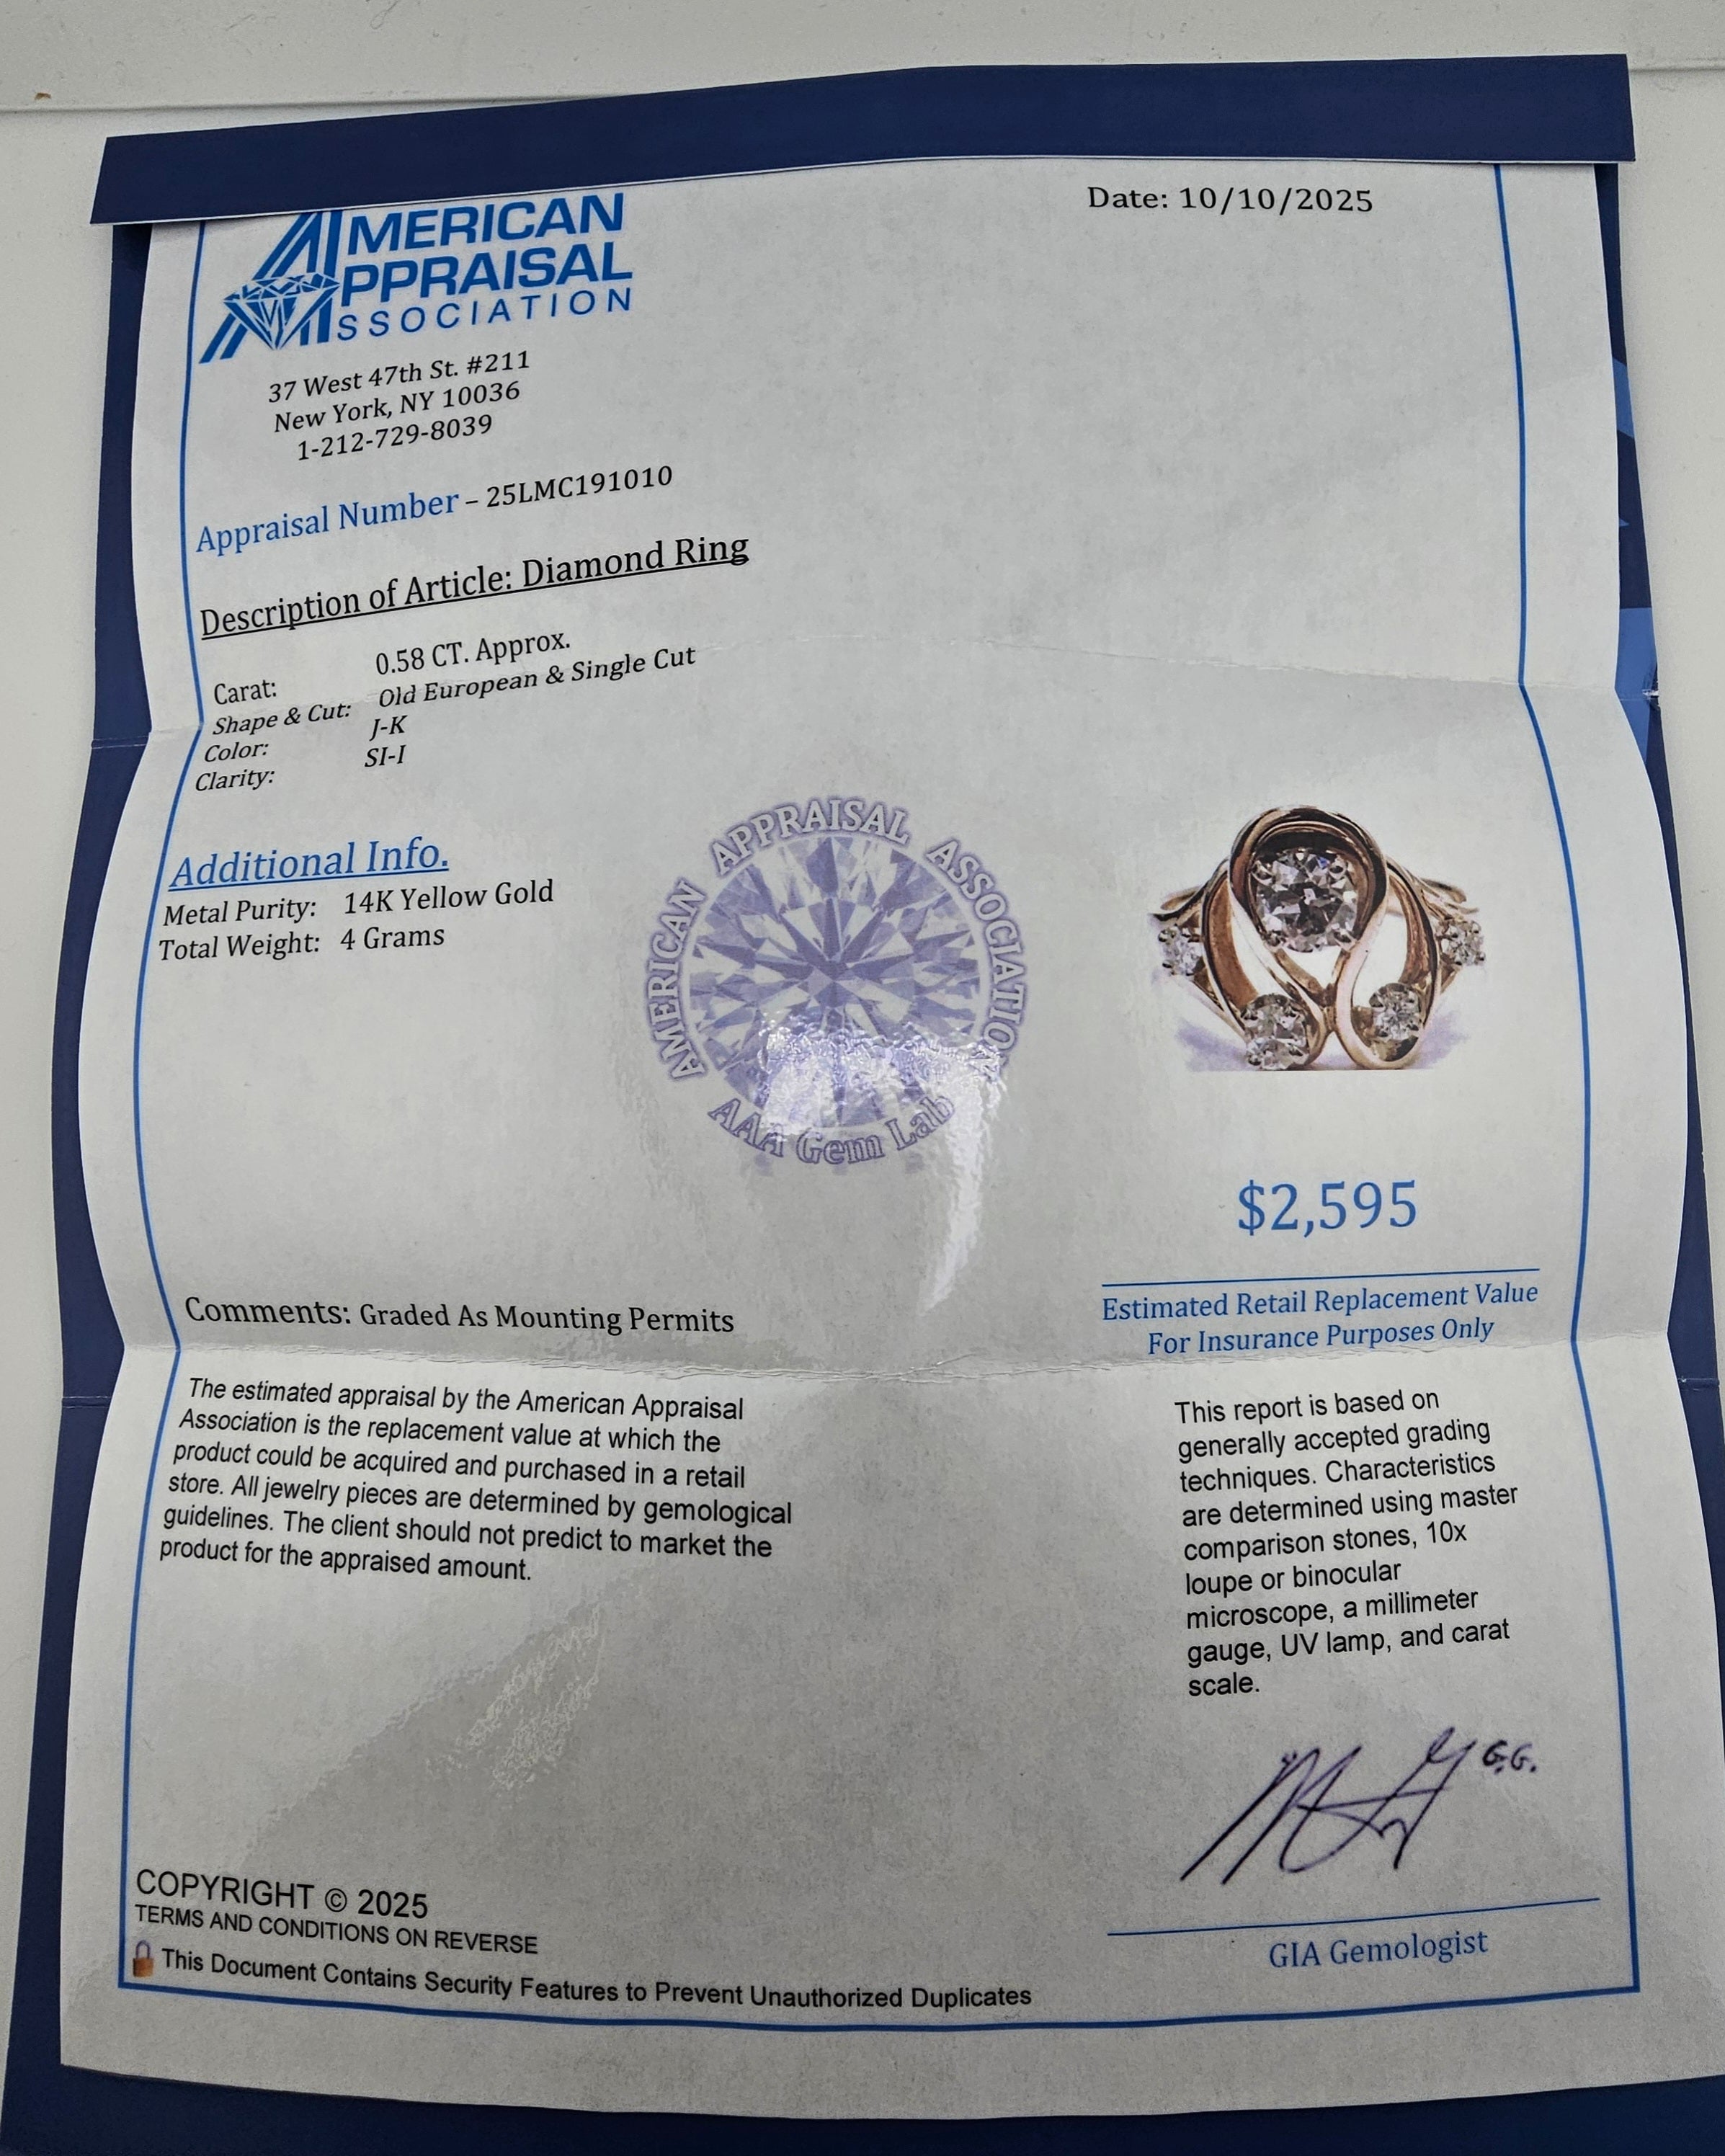 AMERICAN
APPRAISAL
ASSOCIATION
Date: 10/10/2025
37 West 47th St. #211
New York, NY 10036
1-212-729-8039
Appraisal Number – 25LMC191010
Description of Article: Diamond Ring
Carat: 0.58 CT. Approx.
Shape & Cut: Old European & Single Cut
Color: J-K
Clarity: SI-I
Additional Info.
Metal Purity: 14K Yellow Gold
Total Weight: 4 Grams
AMERICAN APPRAISAL ASSOCIATION
AAA Gem Lab
$2,595
Estimated Retail Replacement Value
For Insurance Purposes Only
Comments: Graded As Mounting Permits
The estimated appraisal by the American Appraisal
Association is the replacement value at which the
product could be acquired and purchased in a retail
store. All jewelry pieces are determined by gemological
guidelines. The client should not predict to market the
product for the appraised amount.
This report is based on
generally accepted grading
techniques. Characteristics
are determined using master
comparison stones, 10x
loupe or binocular
microscope, a millimeter
gauge, UV lamp, and carat
scale.
G.G.
GIA Gemologist
COPYRIGHT © 2025
TERMS AND CONDITIONS ON REVERSE
This Document Contains Security Features to Prevent Unauthorized Duplicates